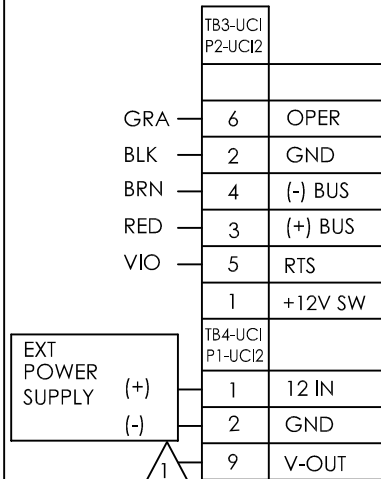 TB3-UCI
P2-UCI2
GRA 6 OPER
BLK 2 GND
BRN 4 (-) BUS
RED 3 (+) BUS
VIO 5 RTS
1 +12V SW
TB4-UCI
P1-UCI2
EXT
POWER
SUPPLY (+) 1 12 IN
(-) 2 GND
1 9 V-OUT